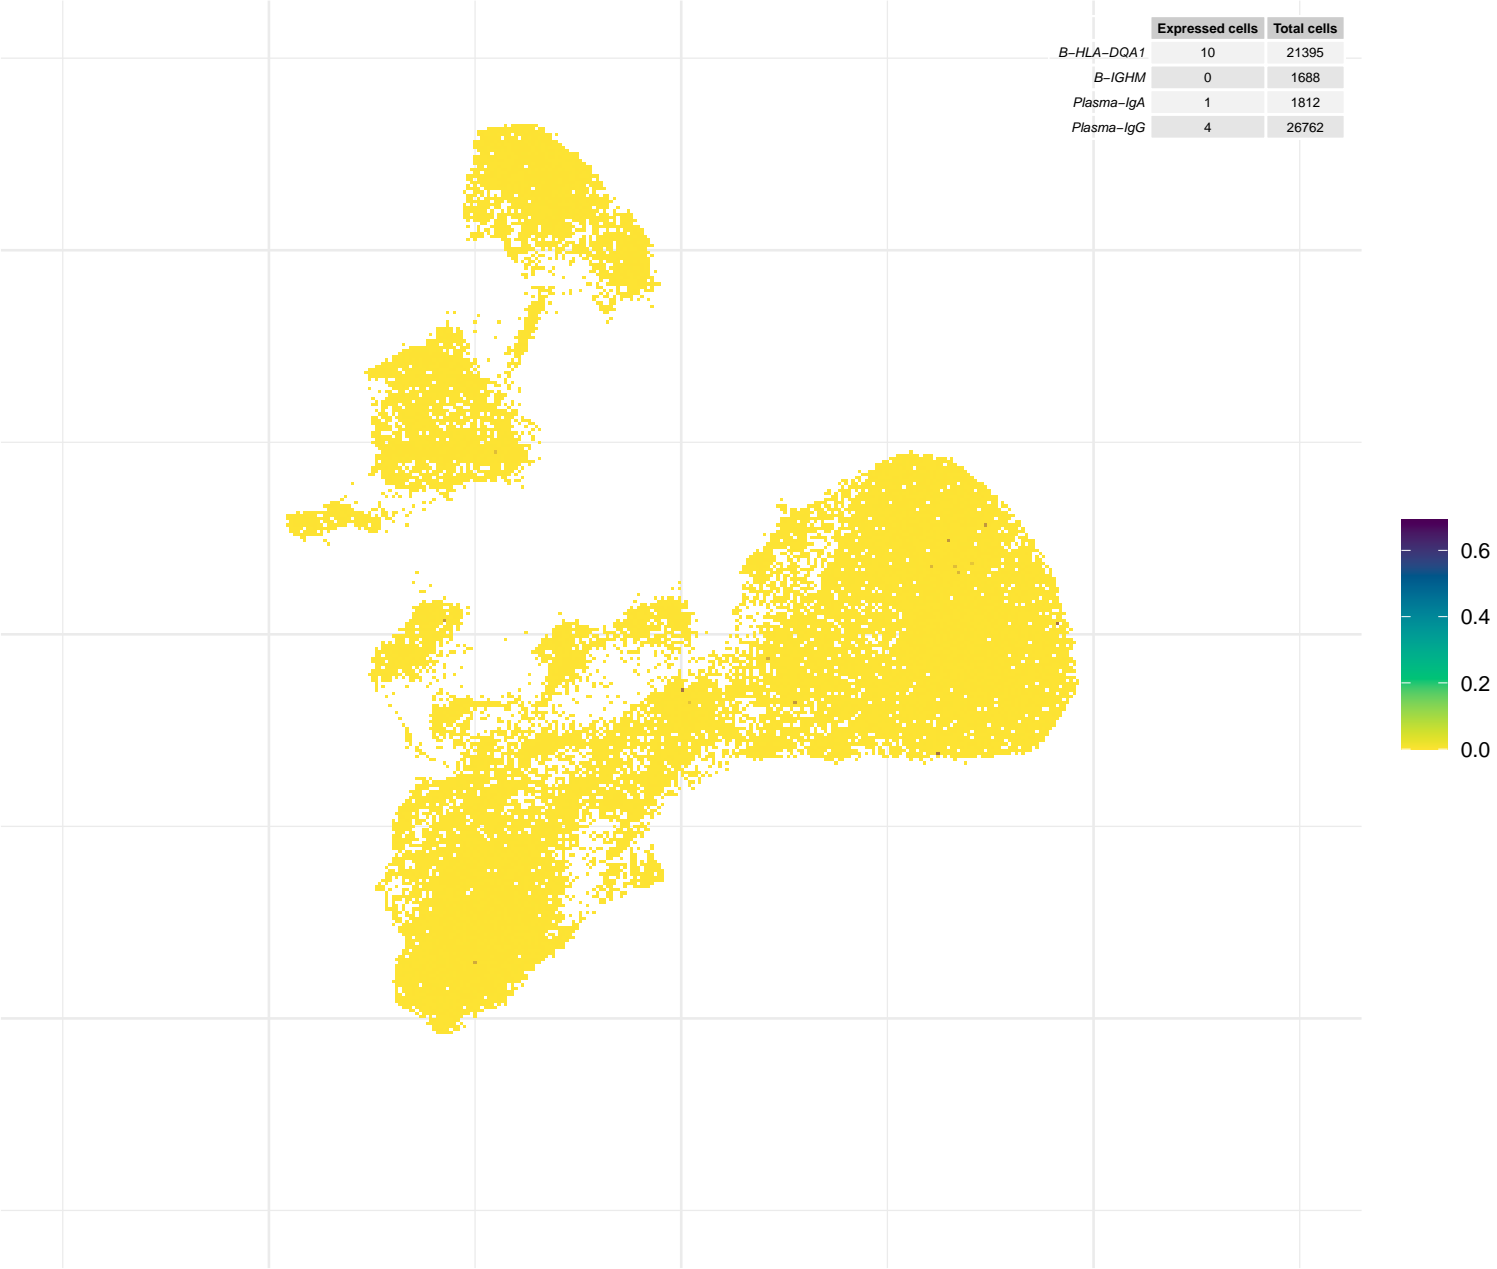 Expressed cells Total cells
B−HLA−DQA1 10 21395
B−IGHM 0 1688
Plasma−IgA 1 1812
Plasma−IgG 4 26762
0.6
0.4
0.2
0.0